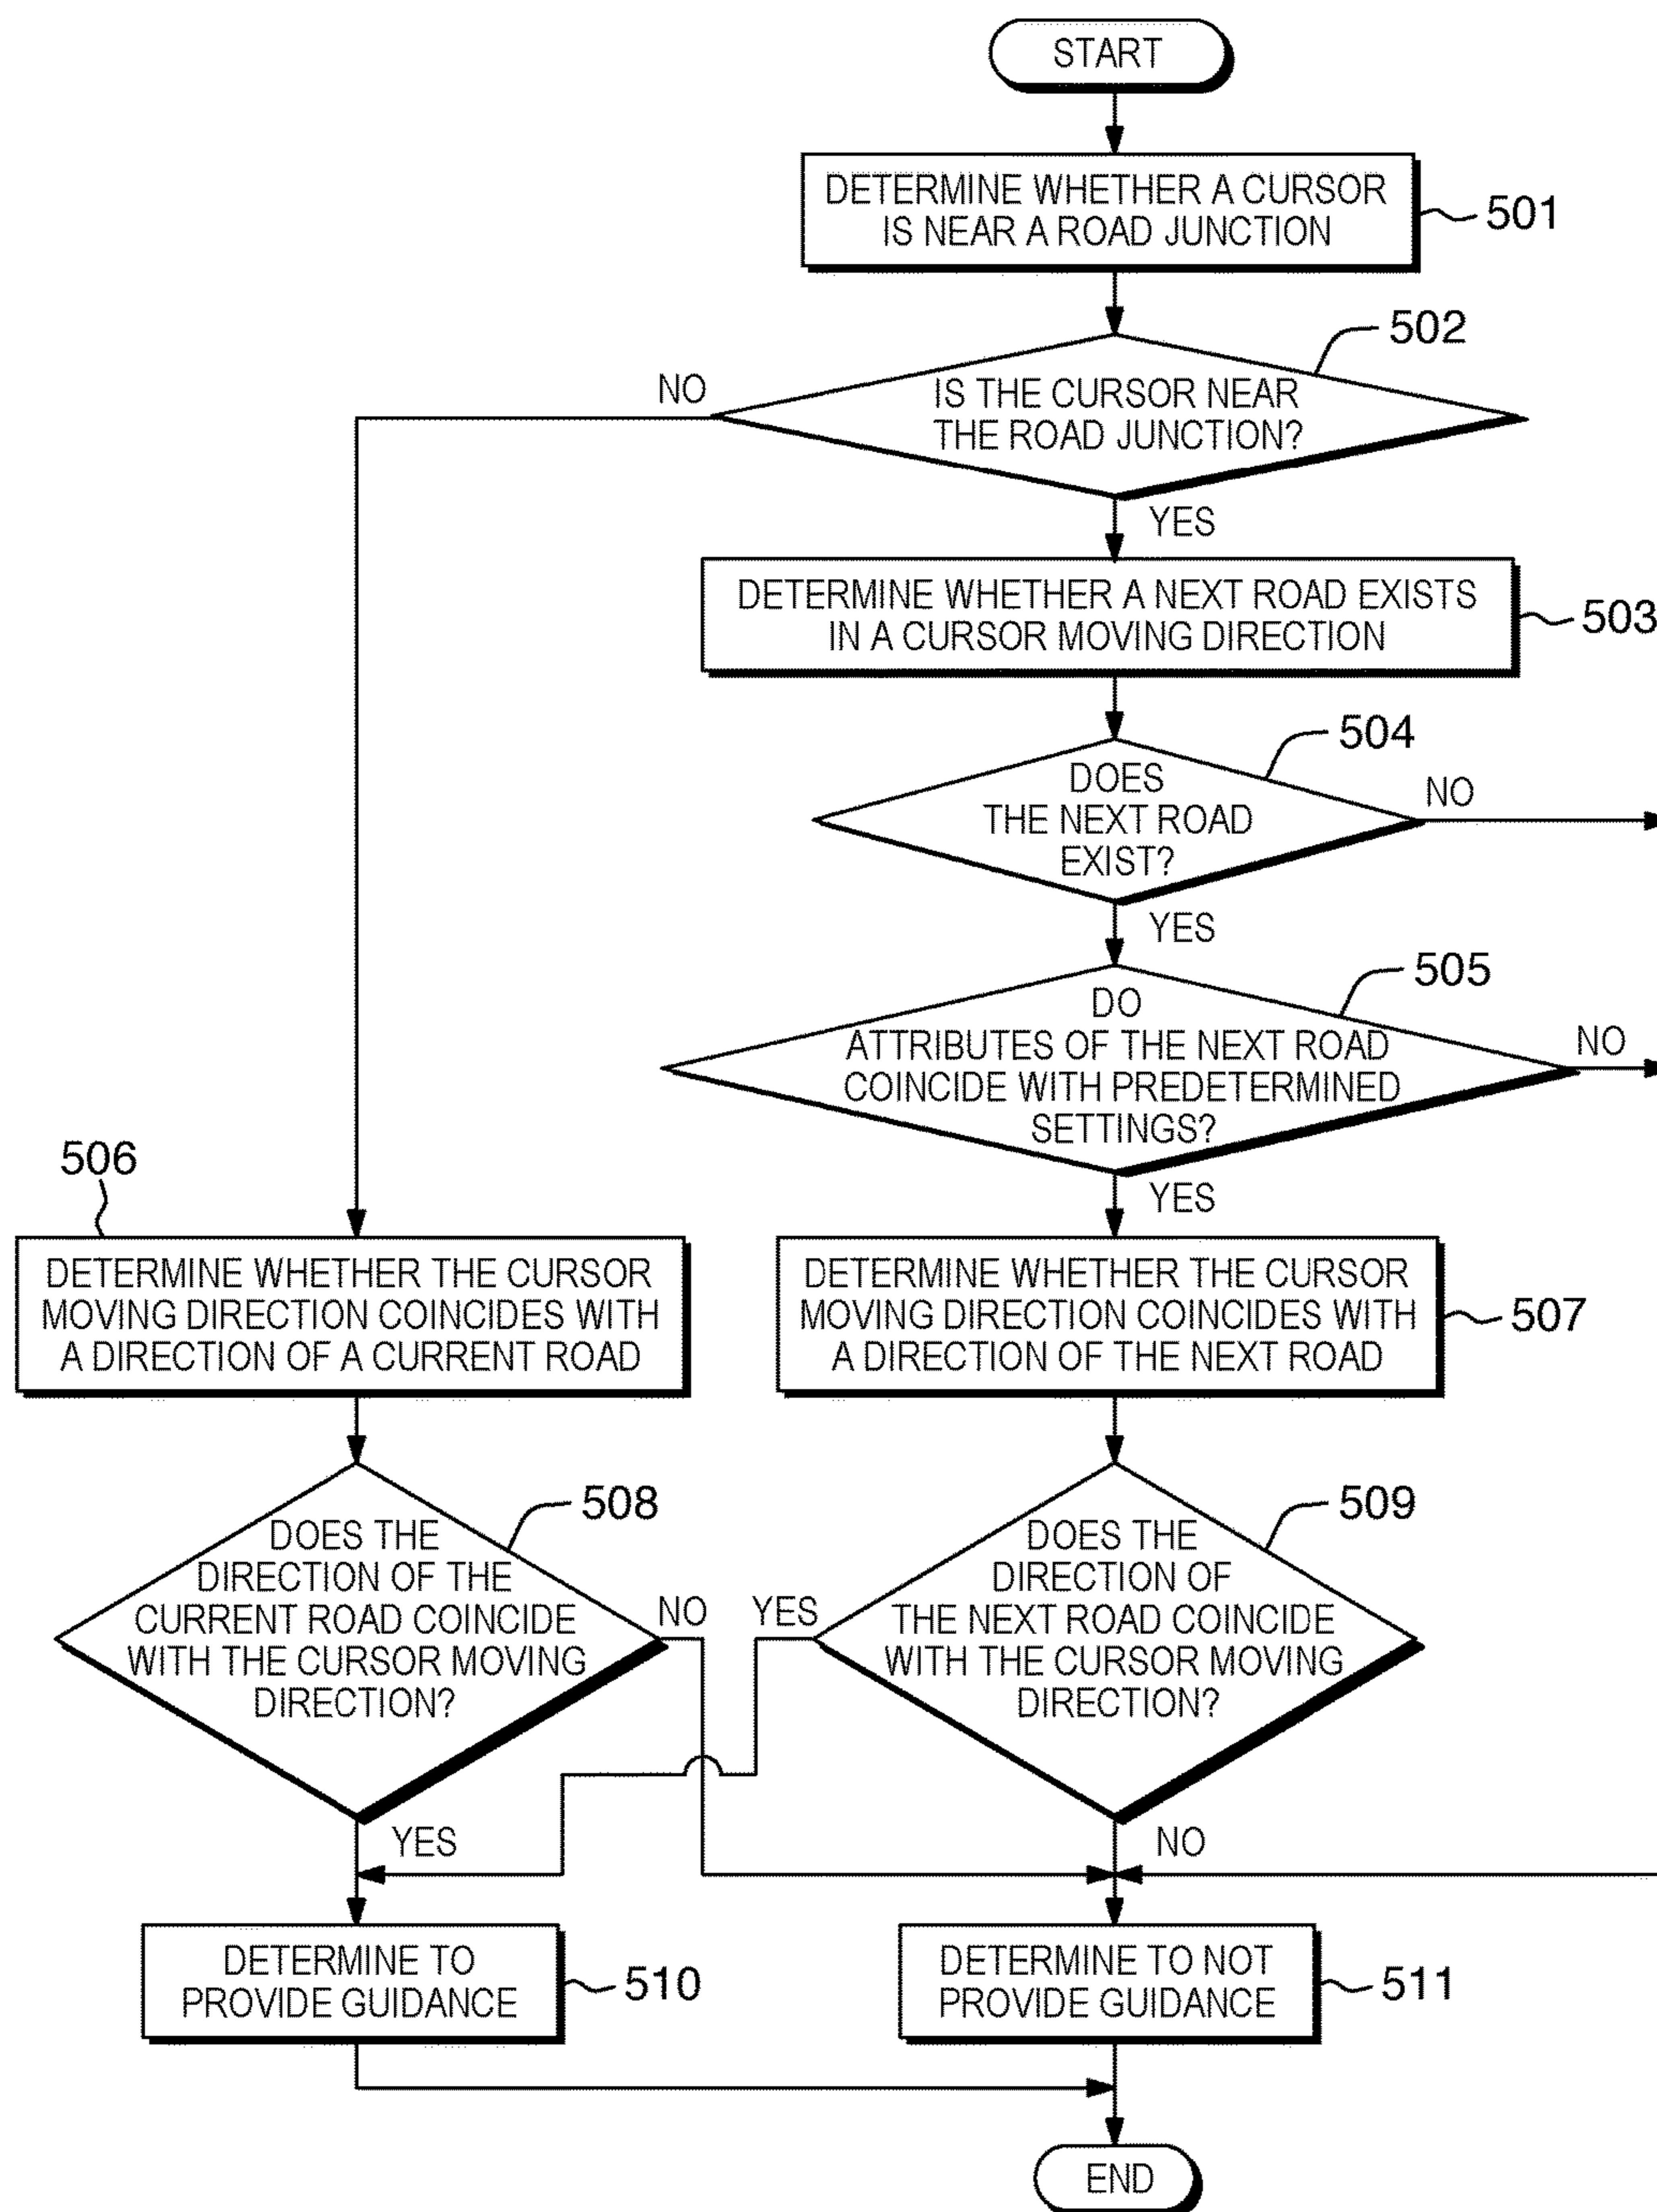 START
DETERMINE WHETHER A CURSOR
IS NEAR A ROAD JUNCTION
501
502
IS THE CURSOR NEAR
THE ROAD JUNCTION?
NO
YES
DETERMINE WHETHER A NEXT ROAD EXISTS
IN A CURSOR MOVING DIRECTION
503
504
DOES
THE NEXT ROAD
EXIST?
NO
YES
505
DO
ATTRIBUTES OF THE NEXT ROAD
COINCIDE WITH PREDETERMINED
SETTINGS?
NO
YES
506
DETERMINE WHETHER THE CURSOR
MOVING DIRECTION COINCIDES WITH
A DIRECTION OF A CURRENT ROAD
DETERMINE WHETHER THE CURSOR
MOVING DIRECTION COINCIDES WITH
A DIRECTION OF THE NEXT ROAD
507
508
DOES THE
DIRECTION OF THE
CURRENT ROAD COINCIDE
WITH THE CURSOR MOVING
DIRECTION?
NO
YES
509
DOES THE
DIRECTION OF
THE NEXT ROAD COINCIDE
WITH THE CURSOR MOVING
DIRECTION?
YES
NO
DETERMINE TO
PROVIDE GUIDANCE
510
DETERMINE TO NOT
PROVIDE GUIDANCE
511
END